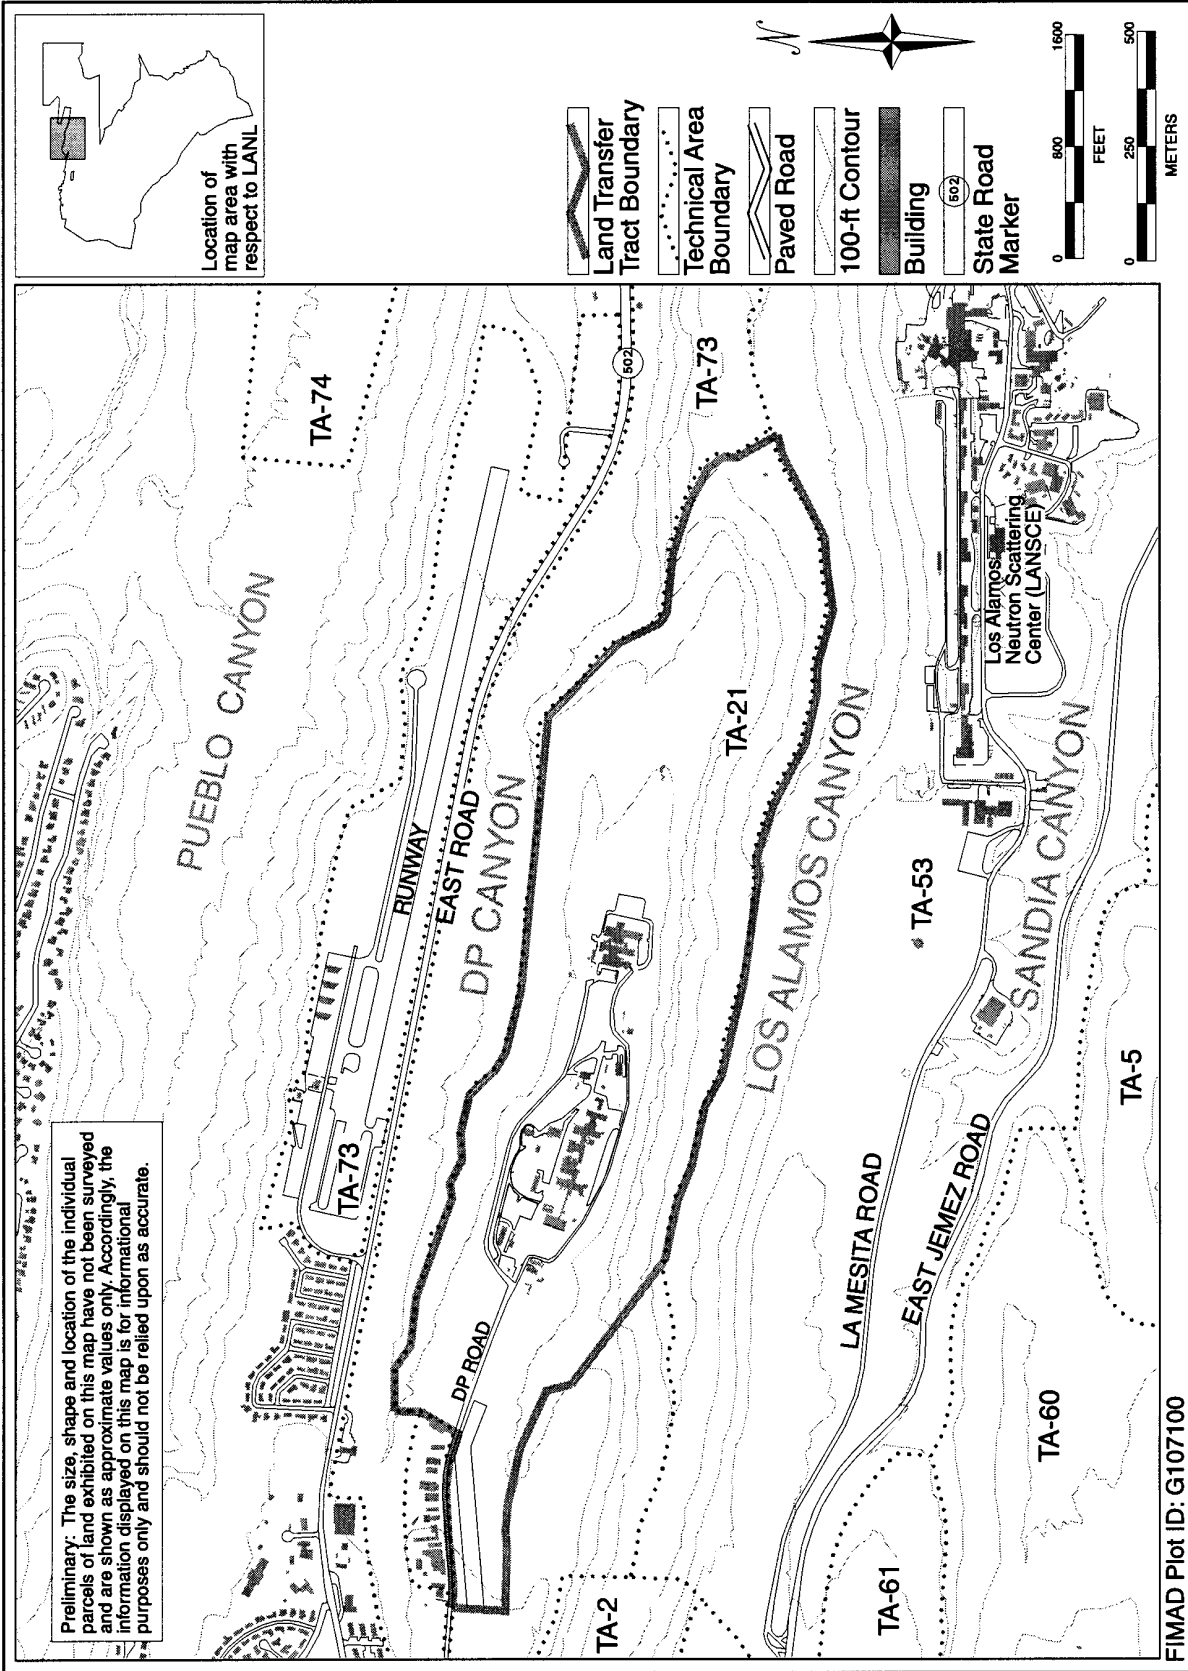 Preliminary: The size, shape and location of the individual
parcels of land exhibited on this map have not been surveyed
and are shown as approximate values only. Accordingly, the
information displayed on this map is for informational
purposes only and should not be relied upon as accurate.
PUEBLO CANYON
TA-74
TA-73
RUNWAY
EAST ROAD
502
DP CANYON
TA-73
DP ROAD
TA-21
TA-2
LOS ALAMOS CANYON
TA-53
Los Alamos
Neutron Scattering
Center (LANSCE)
LA MESITA ROAD
SANDIA CANYON
EAST JEMEZ ROAD
TA-61
TA-60
TA-5
FIMAD Plot ID: G107100
Location of
map area with
respect to LANL
Land Transfer
Tract Boundary
Technical Area
Boundary
Paved Road
100-ft Contour
Building
502
State Road
Marker
N
0 800 1600
FEET
0 250 500
METERS